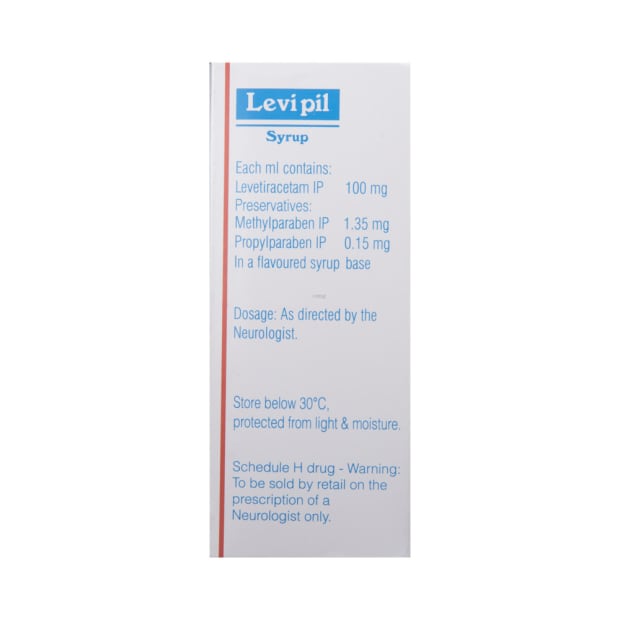 Levipil
Syrup
Each ml contains:
Levetiracetam IP 100 mg
Preservatives:
Methylparaben IP 1.35 mg
Propylparaben IP 0.15 mg
In a flavoured syrup base
Dosage: As directed by the
Neurologist.
Store below 30°C,
protected from light & moisture.
Schedule H drug - Warning:
To be sold by retail on the
prescription of a
Neurologist only.